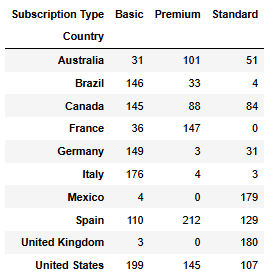 Subscription Type Basic Premium Standard
Country
Australia 31 101 51
Brazil 146 33 4
Canada 145 88 84
France 36 147 0
Germany 149 3 31
Italy 176 4 3
Mexico 4 0 179
Spain 110 212 129
United Kingdom 3 0 180
United States 199 145 107